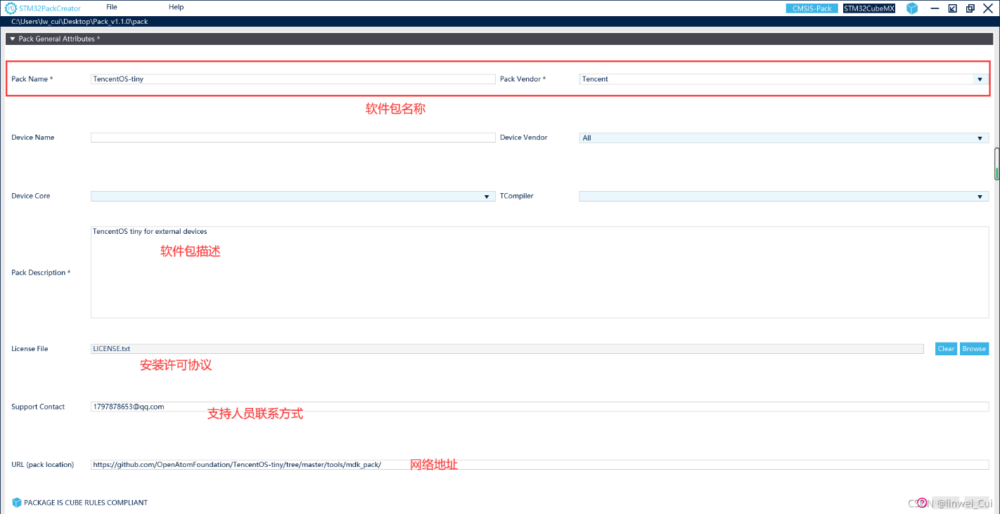 STM32PackCreator File Help CMSIS-Pack STM32CubeMX
C:\Users\lw_cui\Desktop\Pack_v1.1.0\pack
Pack General Attributes *
Pack Name * TencentOS-tiny Pack Vendor * Tencent
软件包名称
Device Name Device Vendor All
Device Core TCompiler
TencentOS tiny for external devices
软件包描述
Pack Description *
License File LICENSE.txt Clear Browse
安装许可协议
Support Contact 1797878653@qq.com
支持人员联系方式
URL (pack location) https://github.com/OpenAtomFoundation/TencentOS-tiny/tree/master/tools/mdk_pack/ 网络地址
PACKAGE IS CUBE RULES COMPLIANT
CSDN @linwei_Cui